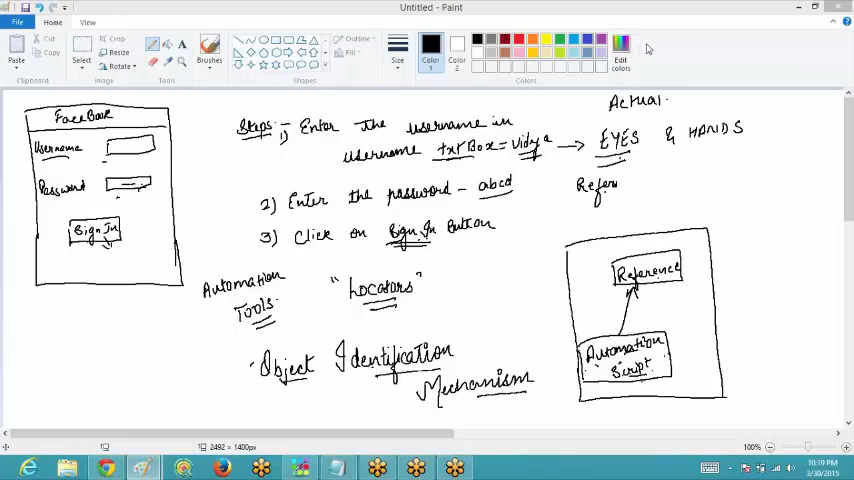 Untitled - Paint
File
Home
View
Paste
Cut
Copy
Clipboard
Select
Crop
Resize
Rotate
Image
Tools
Brushes
Shapes
Outline
Fill
Size
Color 1
Color 2
Edit colors
Colors
FaceBook
Username
Password
Sign In
Steps :- 1) Enter the username in
username txtBox = Vidya → EYES & HANDS
Actual.
Refer
2) Enter the password - abcd
3) Click on Sign In Button
Automation
Tools.
"Locators"
Object Identification
Mechanism
Reference
Automation
Script
2492 × 1400px
100%
10:19 PM
3/30/2015